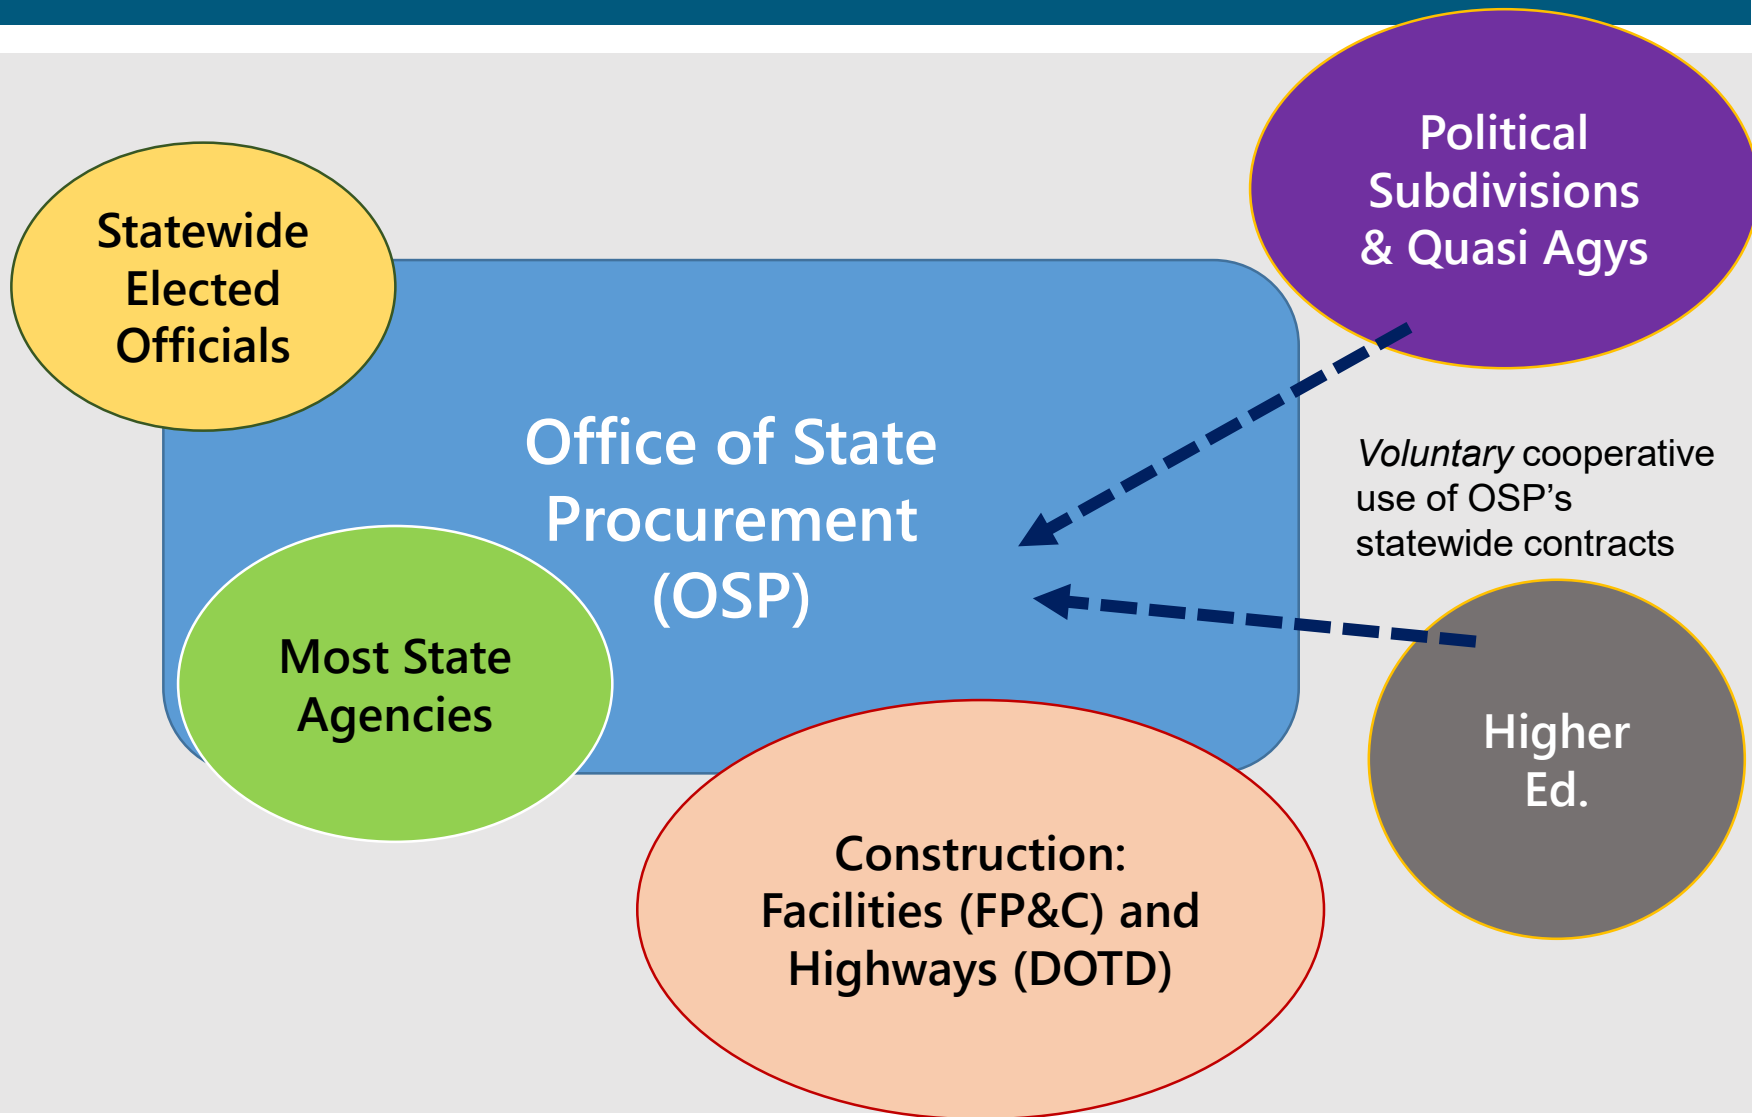 Political
Subdivisions
& Quasi Agys
Statewide
Elected
Officials
Office of State
Procurement
(OSP)
Voluntary cooperative
use of OSP’s
statewide contracts
Most State
Agencies
Higher
Ed.
Construction:
Facilities (FP&C) and
Highways (DOTD)